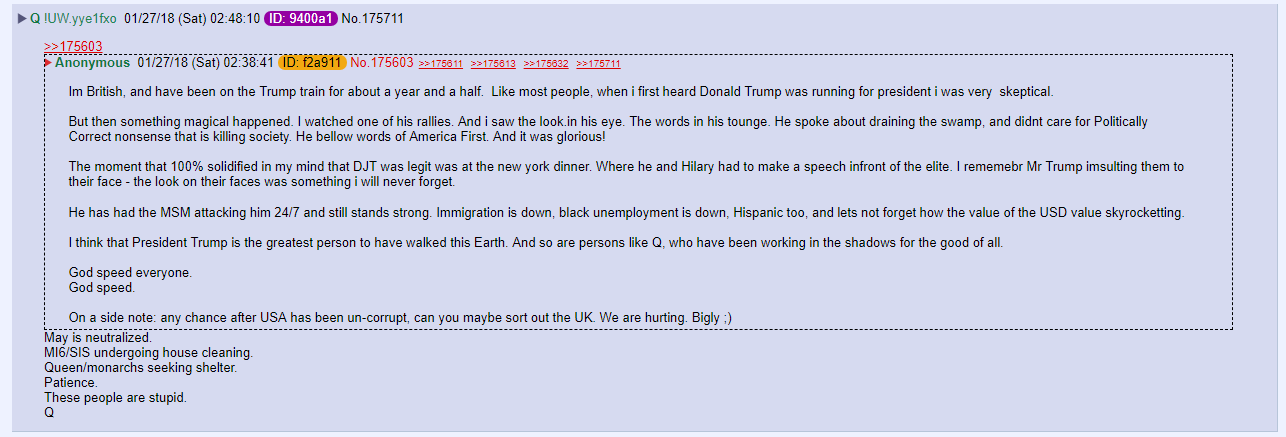 Q !UW.yye1fxo 01/27/18 (Sat) 02:48:10 ID: 9400a1 No.175711
>>175603
Anonymous 01/27/18 (Sat) 02:38:41 ID: f2a911 No.175603 >>175611 >>175613 >>175632 >>175711
Im British, and have been on the Trump train for about a year and a half. Like most people, when i first heard Donald Trump was running for president i was very skeptical.
But then something magical happened. I watched one of his rallies. And i saw the look.in his eye. The words in his tounge. He spoke about draining the swamp, and didnt care for Politically
Correct nonsense that is killing society. He bellow words of America First. And it was glorious!
The moment that 100% solidified in my mind that DJT was legit was at the new york dinner. Where he and Hilary had to make a speech infront of the elite. I rememebr Mr Trump imsulting them to
their face - the look on their faces was something i will never forget.
He has had the MSM attacking him 24/7 and still stands strong. Immigration is down, black unemployment is down, Hispanic too, and lets not forget how the value of the USD value skyrocketting.
I think that President Trump is the greatest person to have walked this Earth. And so are persons like Q, who have been working in the shadows for the good of all.
God speed everyone.
God speed.
On a side note: any chance after USA has been un-corrupt, can you maybe sort out the UK. We are hurting. Bigly ;)
May is neutralized.
MI6/SIS undergoing house cleaning.
Queen/monarchs seeking shelter.
Patience.
These people are stupid.
Q